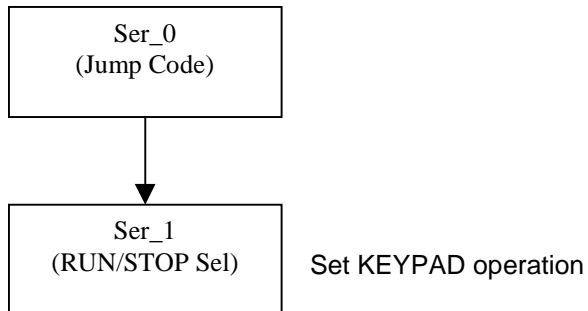 Ser_0
(Jump Code)
Ser_1
(RUN/STOP Sel)
Set KEYPAD operation